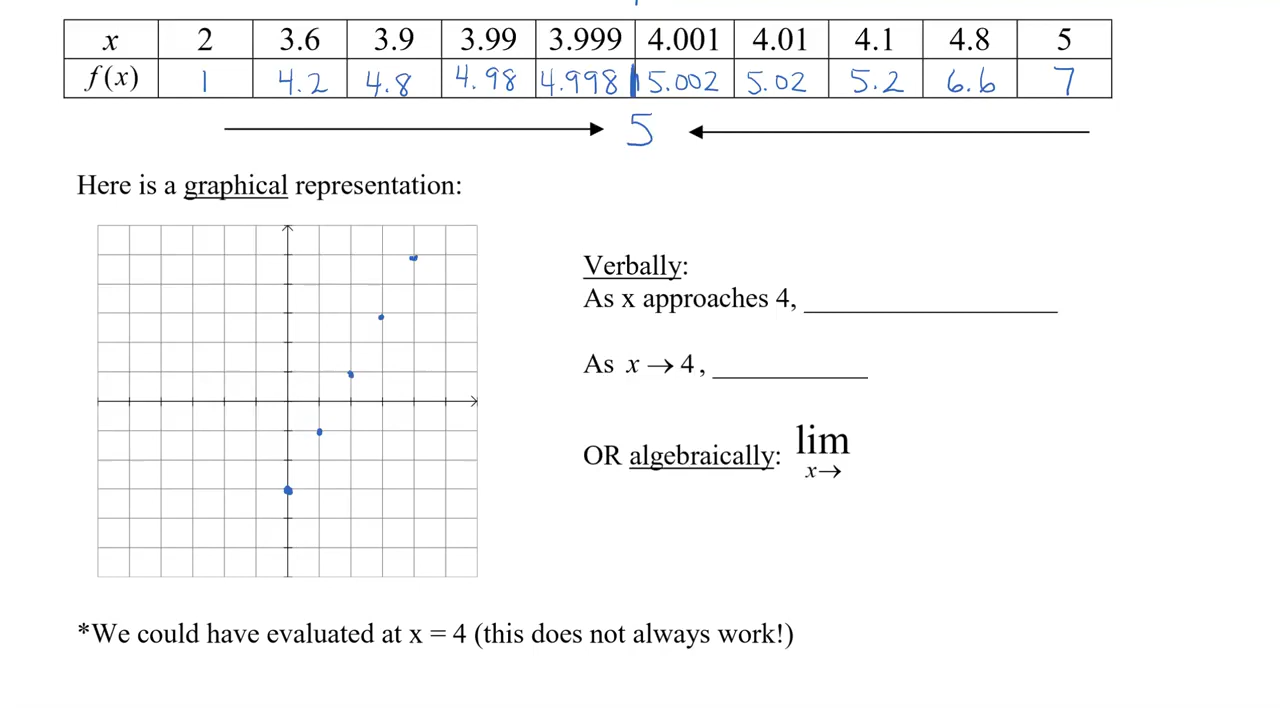 x 2 3.6 3.9 3.99 3.999 4.001 4.01 4.1 4.8 5
f(x) 1 4.2 4.8 4.98 4.998 5.002 5.02 5.2 6.6 7
5
Here is a graphical representation:
Verbally:
As x approaches 4, ____________________
As x → 4, ____________
OR algebraically: lim
x→
*We could have evaluated at x = 4 (this does not always work!)